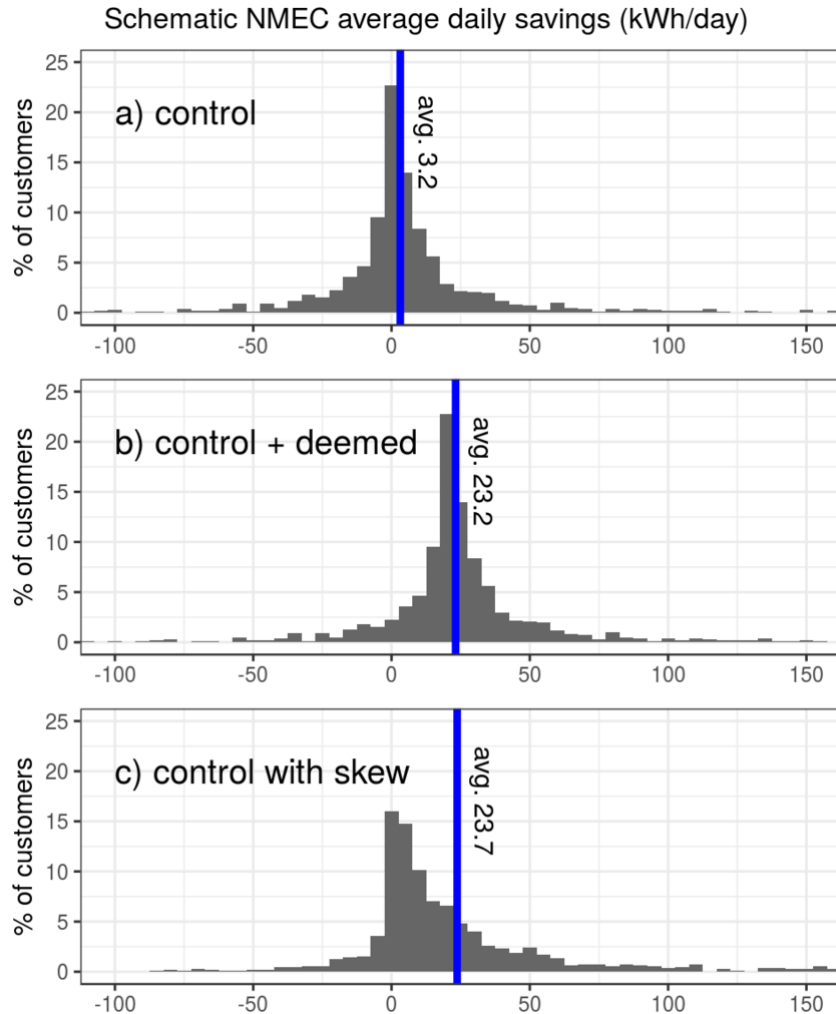 Schematic NMEC average daily savings (kWh/day)
% of customers
25
20
15
10
5
0
a) control
avg. 3.2
-100 -50 0 50 100 150
% of customers
25
20
15
10
5
0
b) control + deemed
avg. 23.2
-100 -50 0 50 100 150
% of customers
25
20
15
10
5
0
c) control with skew
avg. 23.7
-100 -50 0 50 100 150